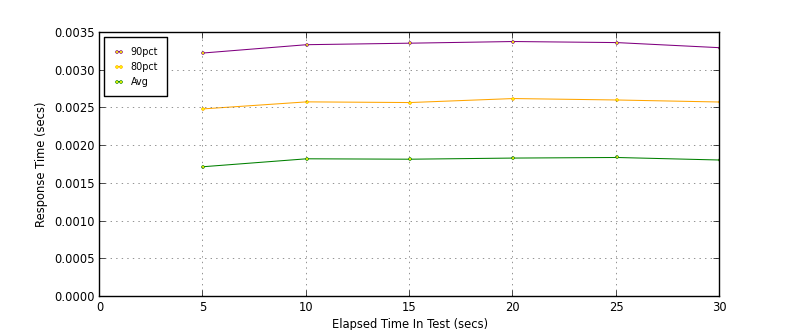 0.0035
0.0030
0.0025
0.0020
0.0015
0.0010
0.0005
0.0000
Response Time (secs)
90pct
80pct
Avg
0 5 10 15 20 25 30
Elapsed Time In Test (secs)